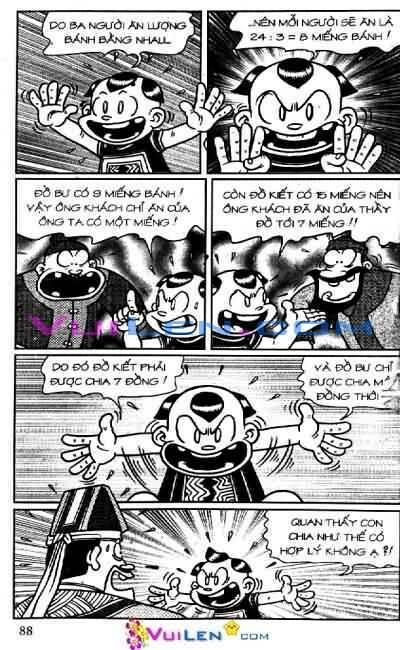 DO BA NGƯỜI ĂN LƯỢNG
BÁNH BẰNG NHAU...
...NÊN MỖI NGƯỜI SẼ ĂN LÀ
24 : 3 = 8 MIẾNG BÁNH !
ĐỒ BƯ CÓ 9 MIẾNG BÁNH !
VẬY ÔNG KHÁCH CHỈ ĂN CỦA
ÔNG TA CÓ MỘT MIẾNG !
CÒN ĐỒ KIẾT CÓ 15 MIẾNG NÊN
ÔNG KHÁCH ĐÃ ĂN CỦA THẦY
ĐỒ TỚI 7 MIẾNG !!
VuiLen.com
DO ĐÓ ĐỒ KIẾT PHẢI
ĐƯỢC CHIA 7 ĐỒNG !
VÀ ĐỒ BƯ CHỈ
ĐƯỢC CHIA
ĐỒNG THÔI
QUAN THẤY CON
CHIA NHƯ THẾ CÓ
HỢP LÝ KHÔNG Ạ ?!
88
VuiLen.com